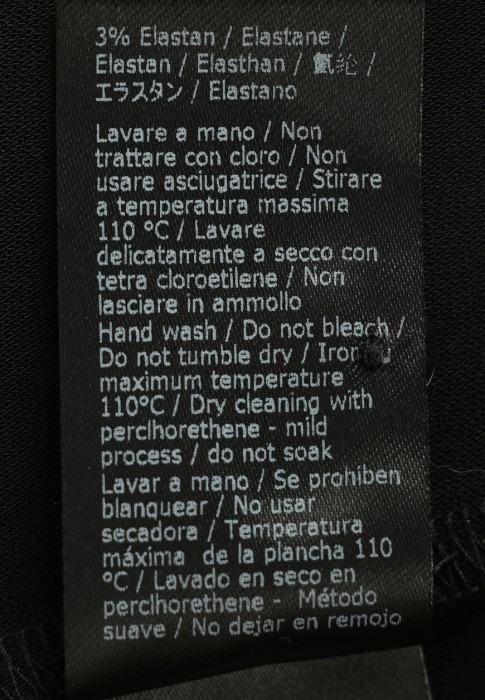 3% Elastan / Elastane /
Elastan / Elasthan / 氨纶 /
エラスタン / Elastano
Lavare a mano / Non
trattare con cloro / Non
usare asciugatrice / Stirare
a temperatura massima
110 °C / Lavare
delicatamente a secco con
tetra cloroetilene / Non
lasciare in ammollo
Hand wash / Do not bleach /
Do not tumble dry /
maximum temperature
110°C / Dry cleaning with
perclhorethene - mild
process / do not soak
Lavar a mano / Se prohiben
blanquear / No usar
secadora / Temperatura
máxima de la plancha 110
°C / Lavado en seco en
perclhorethene - Método
suave / No dejar en remojo